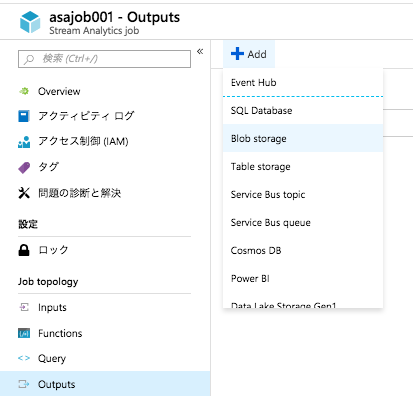 asajob001 - Outputs
Stream Analytics job
検索 (Ctrl+/)
«
Overview
アクティビティ ログ
アクセス制御 (IAM)
タグ
問題の診断と解決
設定
ロック
Job topology
Inputs
Functions
Query
Outputs
Add
Event Hub
SQL Database
Blob storage
Table storage
Service Bus topic
Service Bus queue
Cosmos DB
Power BI
Data Lake Storage Gen1